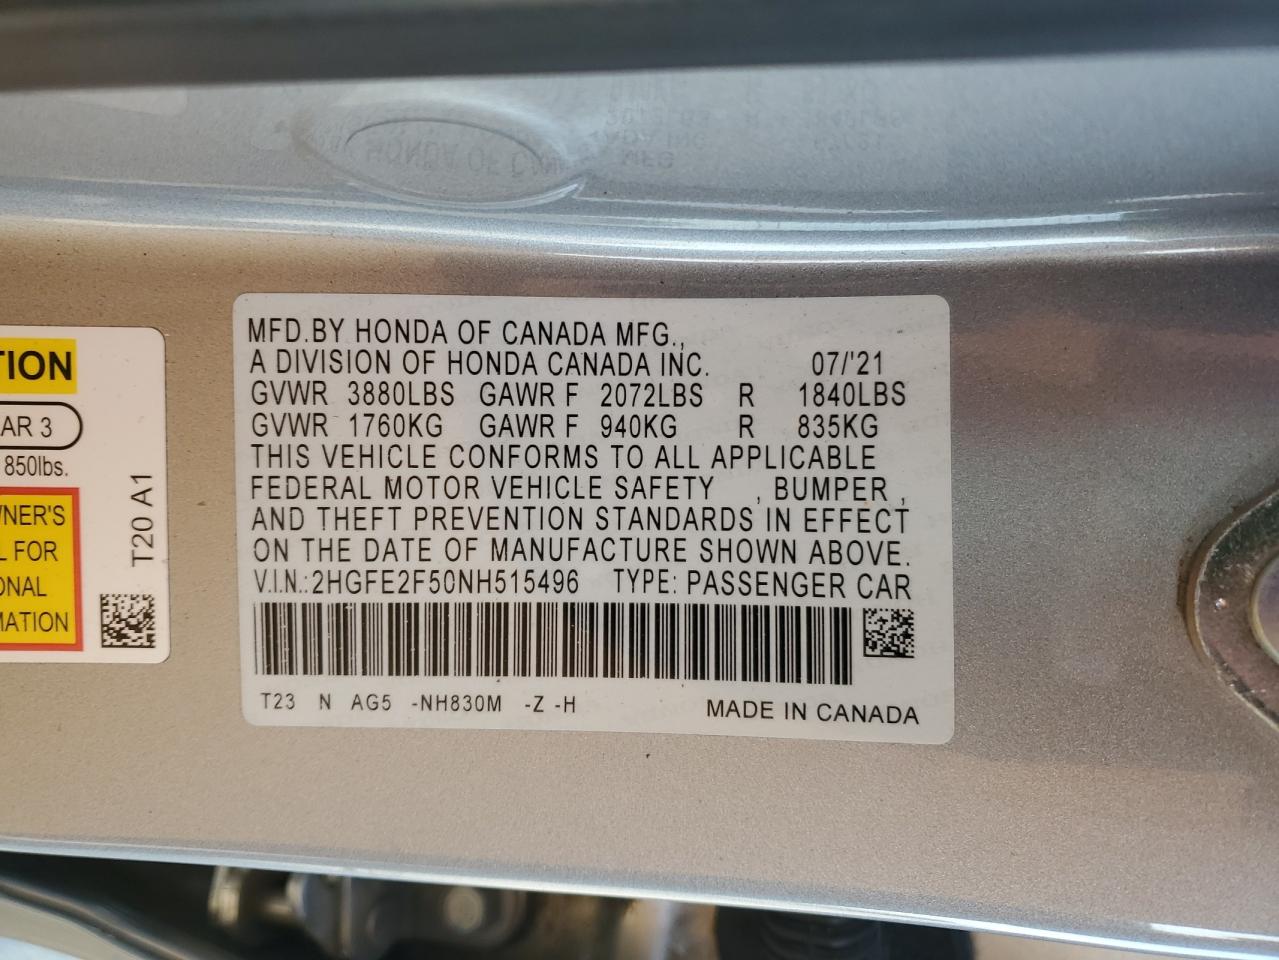 TION
AR 3
850lbs.
NER'S
L FOR
ONAL
MATION
T20 A1
MFD.BY HONDA OF CANADA MFG.,
A DIVISION OF HONDA CANADA INC. 07/'21
GVWR 3880LBS GAWR F 2072LBS R 1840LBS
GVWR 1760KG GAWR F 940KG R 835KG
THIS VEHICLE CONFORMS TO ALL APPLICABLE
FEDERAL MOTOR VEHICLE SAFETY , BUMPER ,
AND THEFT PREVENTION STANDARDS IN EFFECT
ON THE DATE OF MANUFACTURE SHOWN ABOVE.
V.I.N.:2HGFE2F50NH515496 TYPE: PASSENGER CAR
T23 N AG5 -NH830M -Z -H MADE IN CANADA